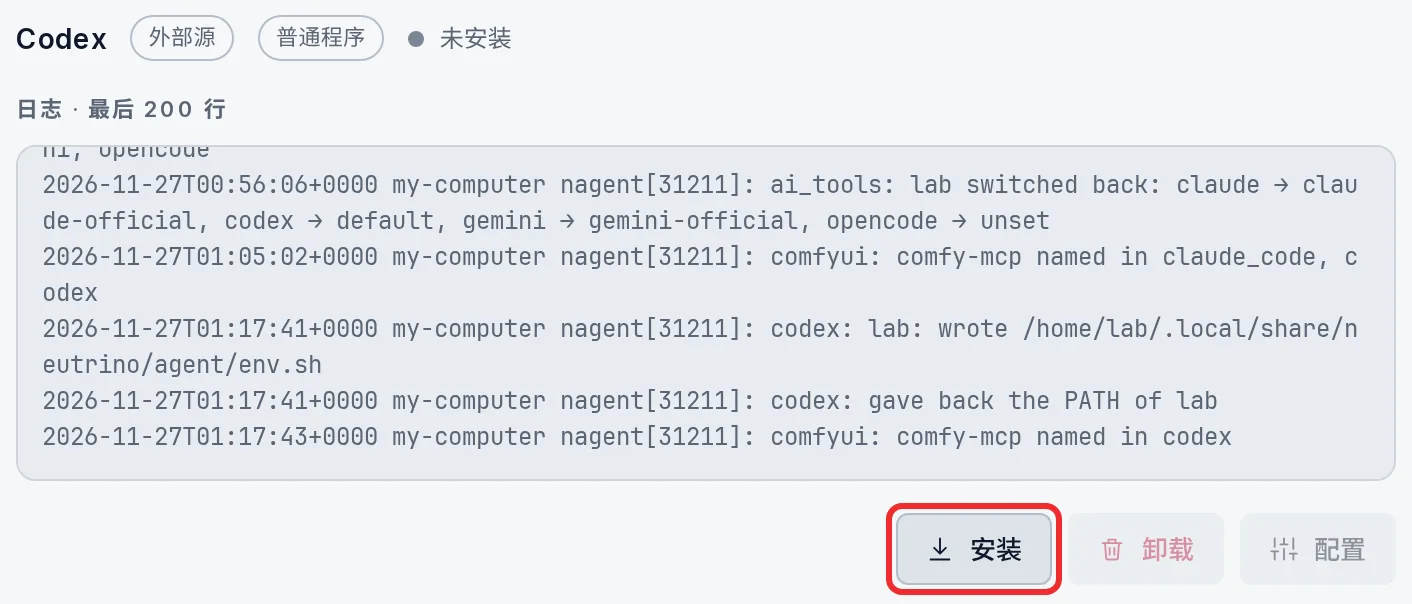 Codex 外部源 普通程序 未安装
日志 · 最后 200 行
ni, opencode
2026-11-27T00:56:06+0000 my-computer nagent[31211]: ai_tools: lab switched back: claude → clau
de-official, codex → default, gemini → gemini-official, opencode → unset
2026-11-27T01:05:02+0000 my-computer nagent[31211]: comfyui: comfy-mcp named in claude_code, c
odex
2026-11-27T01:17:41+0000 my-computer nagent[31211]: codex: lab: wrote /home/lab/.local/share/n
eutrino/agent/env.sh
2026-11-27T01:17:41+0000 my-computer nagent[31211]: codex: gave back the PATH of lab
2026-11-27T01:17:43+0000 my-computer nagent[31211]: comfyui: comfy-mcp named in codex
安装 卸载 配置